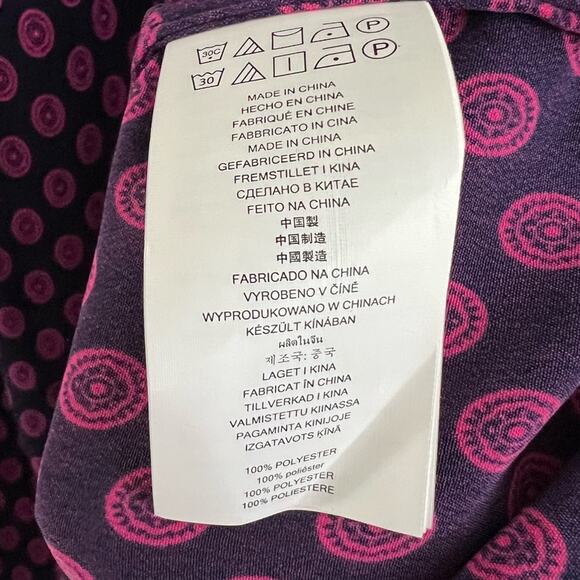 30C P
30 P
MADE IN CHINA
HECHO EN CHINA
FABRIQUÉ EN CHINE
FABBRICATO IN CINA
MADE IN CHINA
GEFABRICEERD IN CHINA
FREMSTILLET I KINA
СДЕЛАНО В КИТАЕ
FEITO NA CHINA
中国製
中国制造
中國製造
FABRICADO NA CHINA
VYROBENO V ČÍNĚ
WYPRODUKOWANO W CHINACH
KÉSZÜLT KÍNÁBAN
ผลิตในจีน
제조국: 중국
LAGET I KINA
FABRICAT ÎN CHINA
TILLVERKAD I KINA
VALMISTETTU KIINASSA
PAGAMINTA KINIJOJE
IZGATAVOTS ĶĪNĀ
100% POLYESTER
100% poliéster
100% POLYESTER
100% POLIESTERE